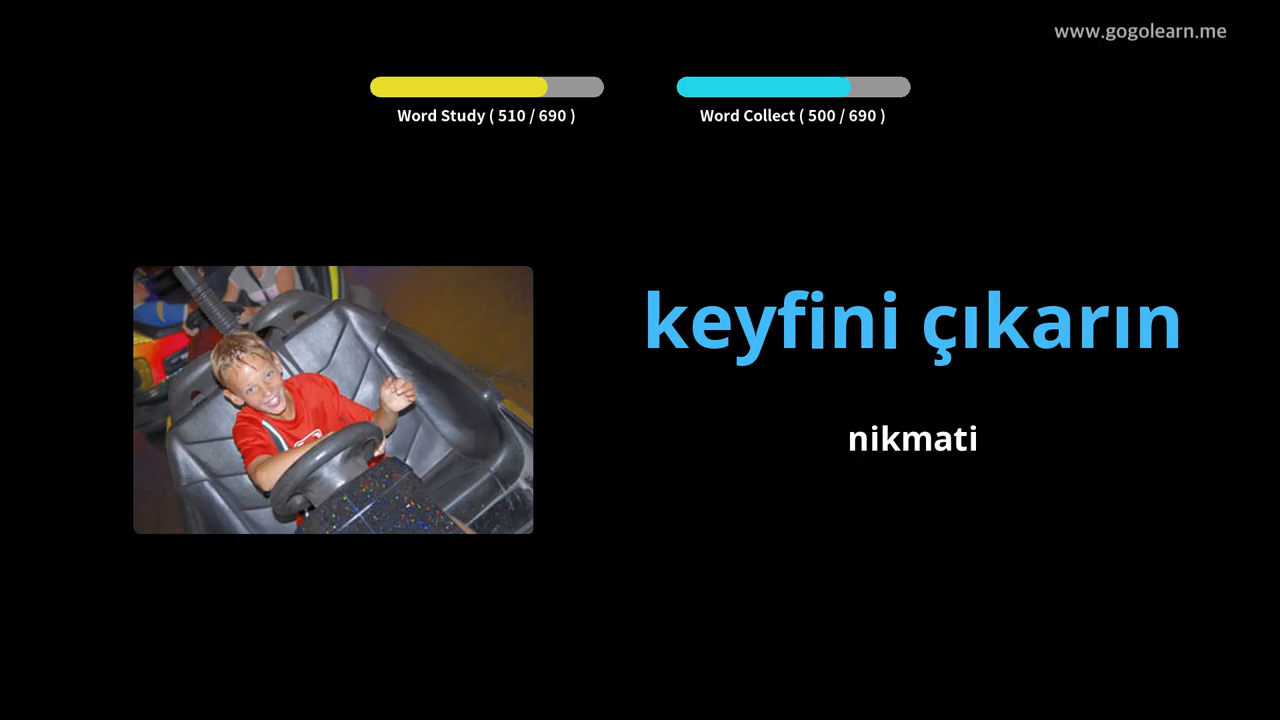 www.gogolearn.me
Word Study ( 510 / 690 )
Word Collect ( 500 / 690 )
keyfini çıkarın
nikmati